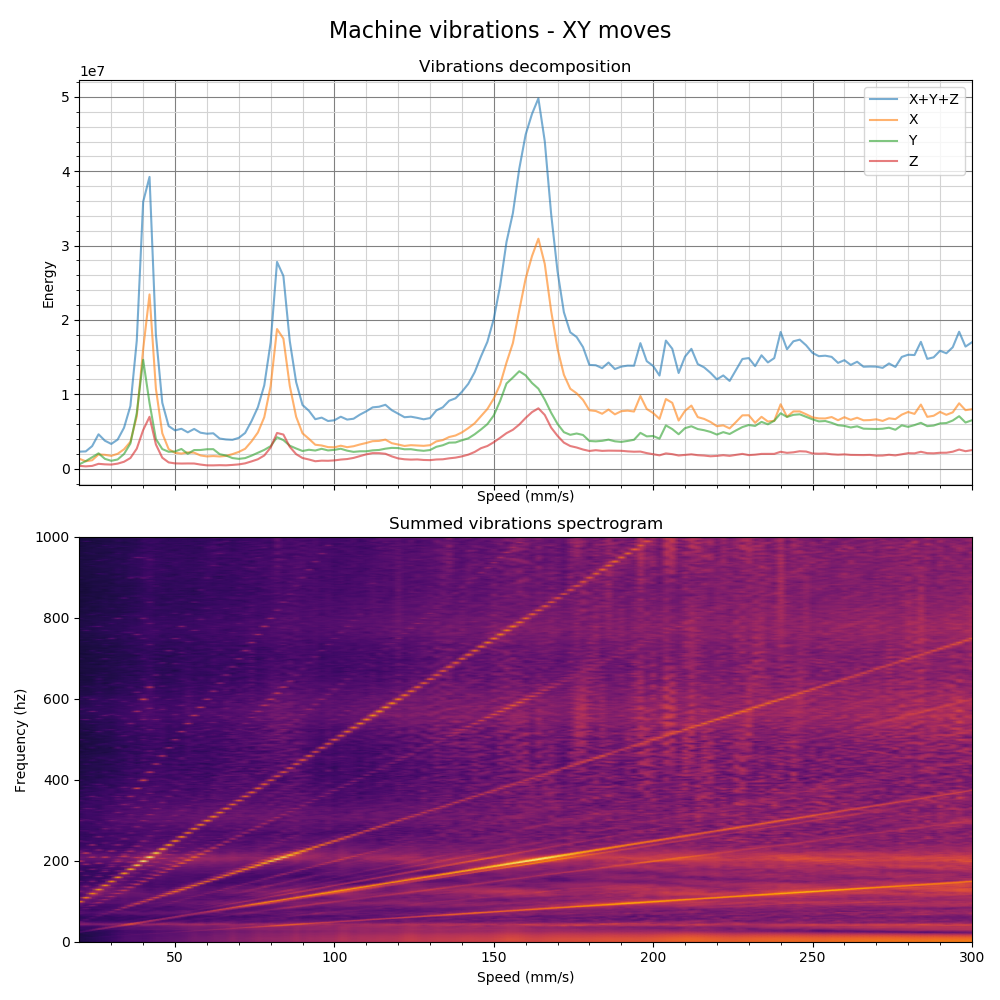 Machine vibrations - XY moves
Vibrations decomposition
1e7
5
4
3
2
1
0
Energy
X+Y+Z
X
Y
Z
Speed (mm/s)
Summed vibrations spectrogram
1000
800
600
400
200
0
Frequency (hz)
50 100 150 200 250 300
Speed (mm/s)